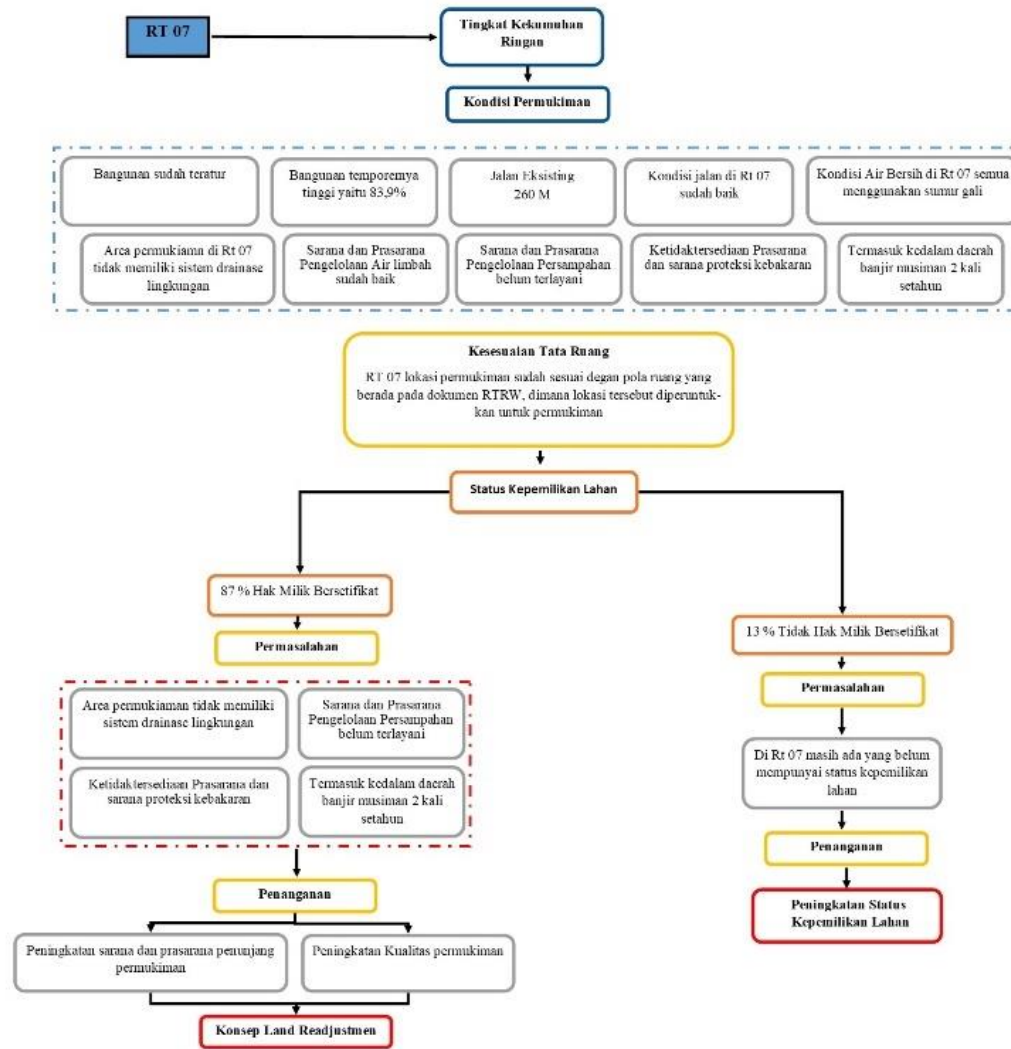 RT 07
Tingkat Kekumuhan
Ringan
Kondisi Permukiman
Bangunan sudah teratur
Bangunan temporernya
tinggi yaitu 83,9%
Jalan Eksisting
260 M
Kondisi jalan di Rt 07
sudah baik
Kondisi Air Bersih di Rt 07 semua
menggunakan sumur gali
Area permukiama di Rt 07
tidak memiliki sistem drainase
lingkungan
Sarana dan Prasarana
Pengelolaan Air limbah
sudah baik
Sarana dan Prasarana
Pengelolaan Persampahan
belum terlayani
Ketidaktersediaan Prasarana
dan sarana proteksi kebakaran
Termasuk kedalam daerah
banjir musiman 2 kali
setahun
Kesesuaian Tata Ruang
RT 07 lokasi permukiman sudah sesuai degan pola ruang yang
berada pada dokumen RTRW, dimana lokasi tersebut diperuntuk-
kan untuk permukiman
Status Kepemilikan Lahan
87 % Hak Milik Bersetifikat
Permasalahan
Area permukiaman tidak memiliki
sistem drainase lingkungan
Sarana dan Prasarana
Pengelolaan Persampahan
belum terlayani
Ketidaktersediaan Prasarana dan
sarana proteksi kebakaran
Termasuk kedalam daerah
banjir musiman 2 kali
setahun
Penanganan
Peningkatan sarana dan prasarana penunjang
permukiman
Peningkatan Kualitas permukiman
Konsep Land Readjustmen
13 % Tidak Hak Milik Bersetifikat
Permasalahan
Di Rt 07 masih ada yang belum
mempunyai status kepemilikan
lahan
Penanganan
Peningkatan Status
Kepemilikan Lahan